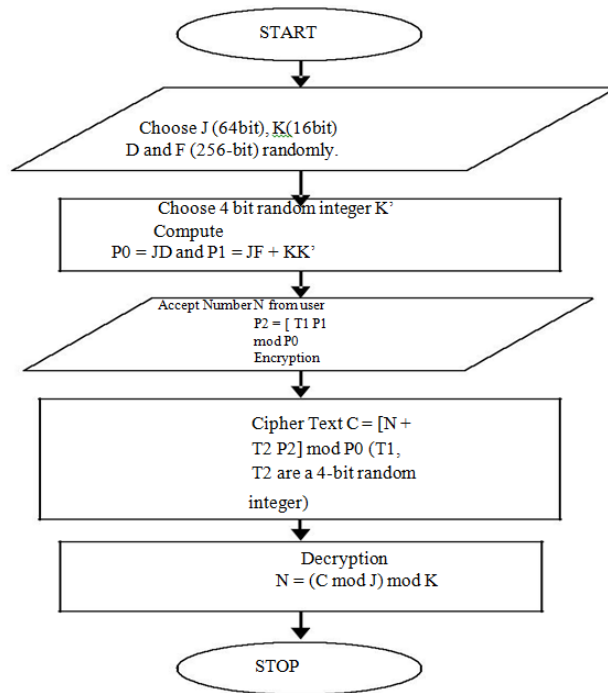 START
Choose J (64bit), K(16bit)
D and F (256-bit) randomly.
Choose 4 bit random integer K’
Compute
P0 = JD and P1 = JF + KK’
Accept Number N from user
P2 = [ T1 P1
mod P0
Encryption
Cipher Text C = [N +
T2 P2] mod P0 (T1,
T2 are a 4-bit random
integer)
Decryption
N = (C mod J) mod K
STOP